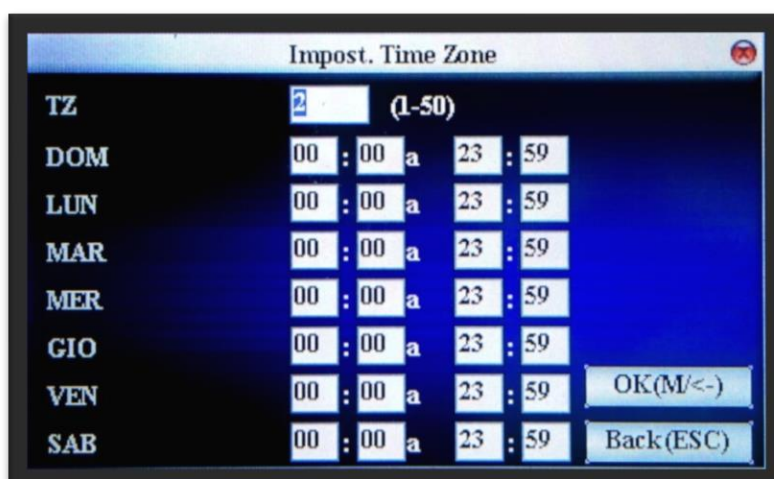 Impost. Time Zone
TZ 2 (1-50)
DOM 00 : 00 a 23 : 59
LUN 00 : 00 a 23 : 59
MAR 00 : 00 a 23 : 59
MER 00 : 00 a 23 : 59
GIO 00 : 00 a 23 : 59
VEN 00 : 00 a 23 : 59 OK(M/<-)
SAB 00 : 00 a 23 : 59 Back(ESC)